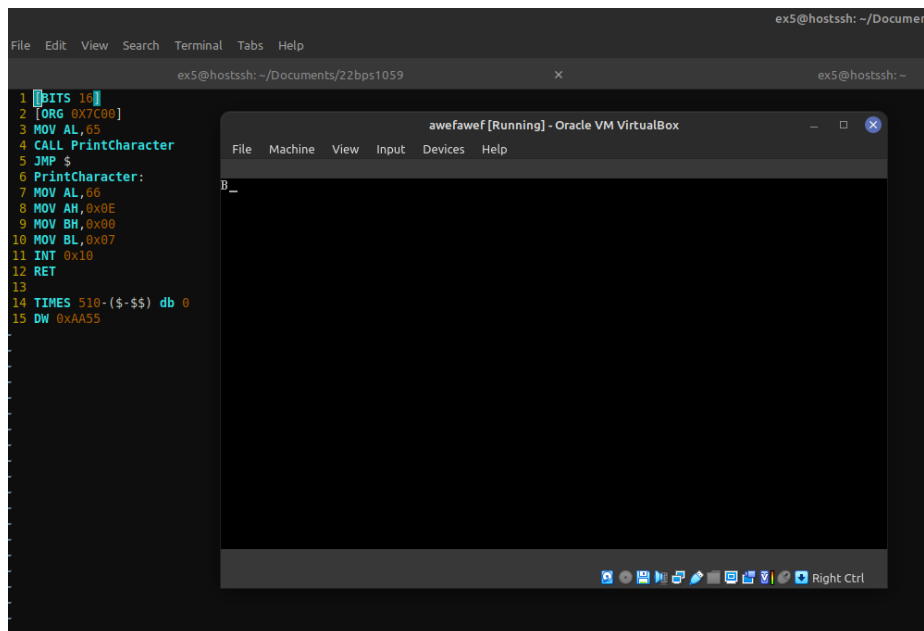 ex5@hostssh: ~/Documen
File Edit View Search Terminal Tabs Help
ex5@hostssh: ~/Documents/22bps1059 × ex5@hostssh: ~
1 [BITS 16]
2 [ORG 0X7C00]
3 MOV AL,65
4 CALL PrintCharacter
5 JMP $
6 PrintCharacter:
7 MOV AL,66
8 MOV AH,0x0E
9 MOV BH,0x00
10 MOV BL,0x07
11 INT 0x10
12 RET
13
14 TIMES 510-($-$$) db 0
15 DW 0xAA55
awefawef [Running] - Oracle VM VirtualBox
File Machine View Input Devices Help
B_
Right Ctrl